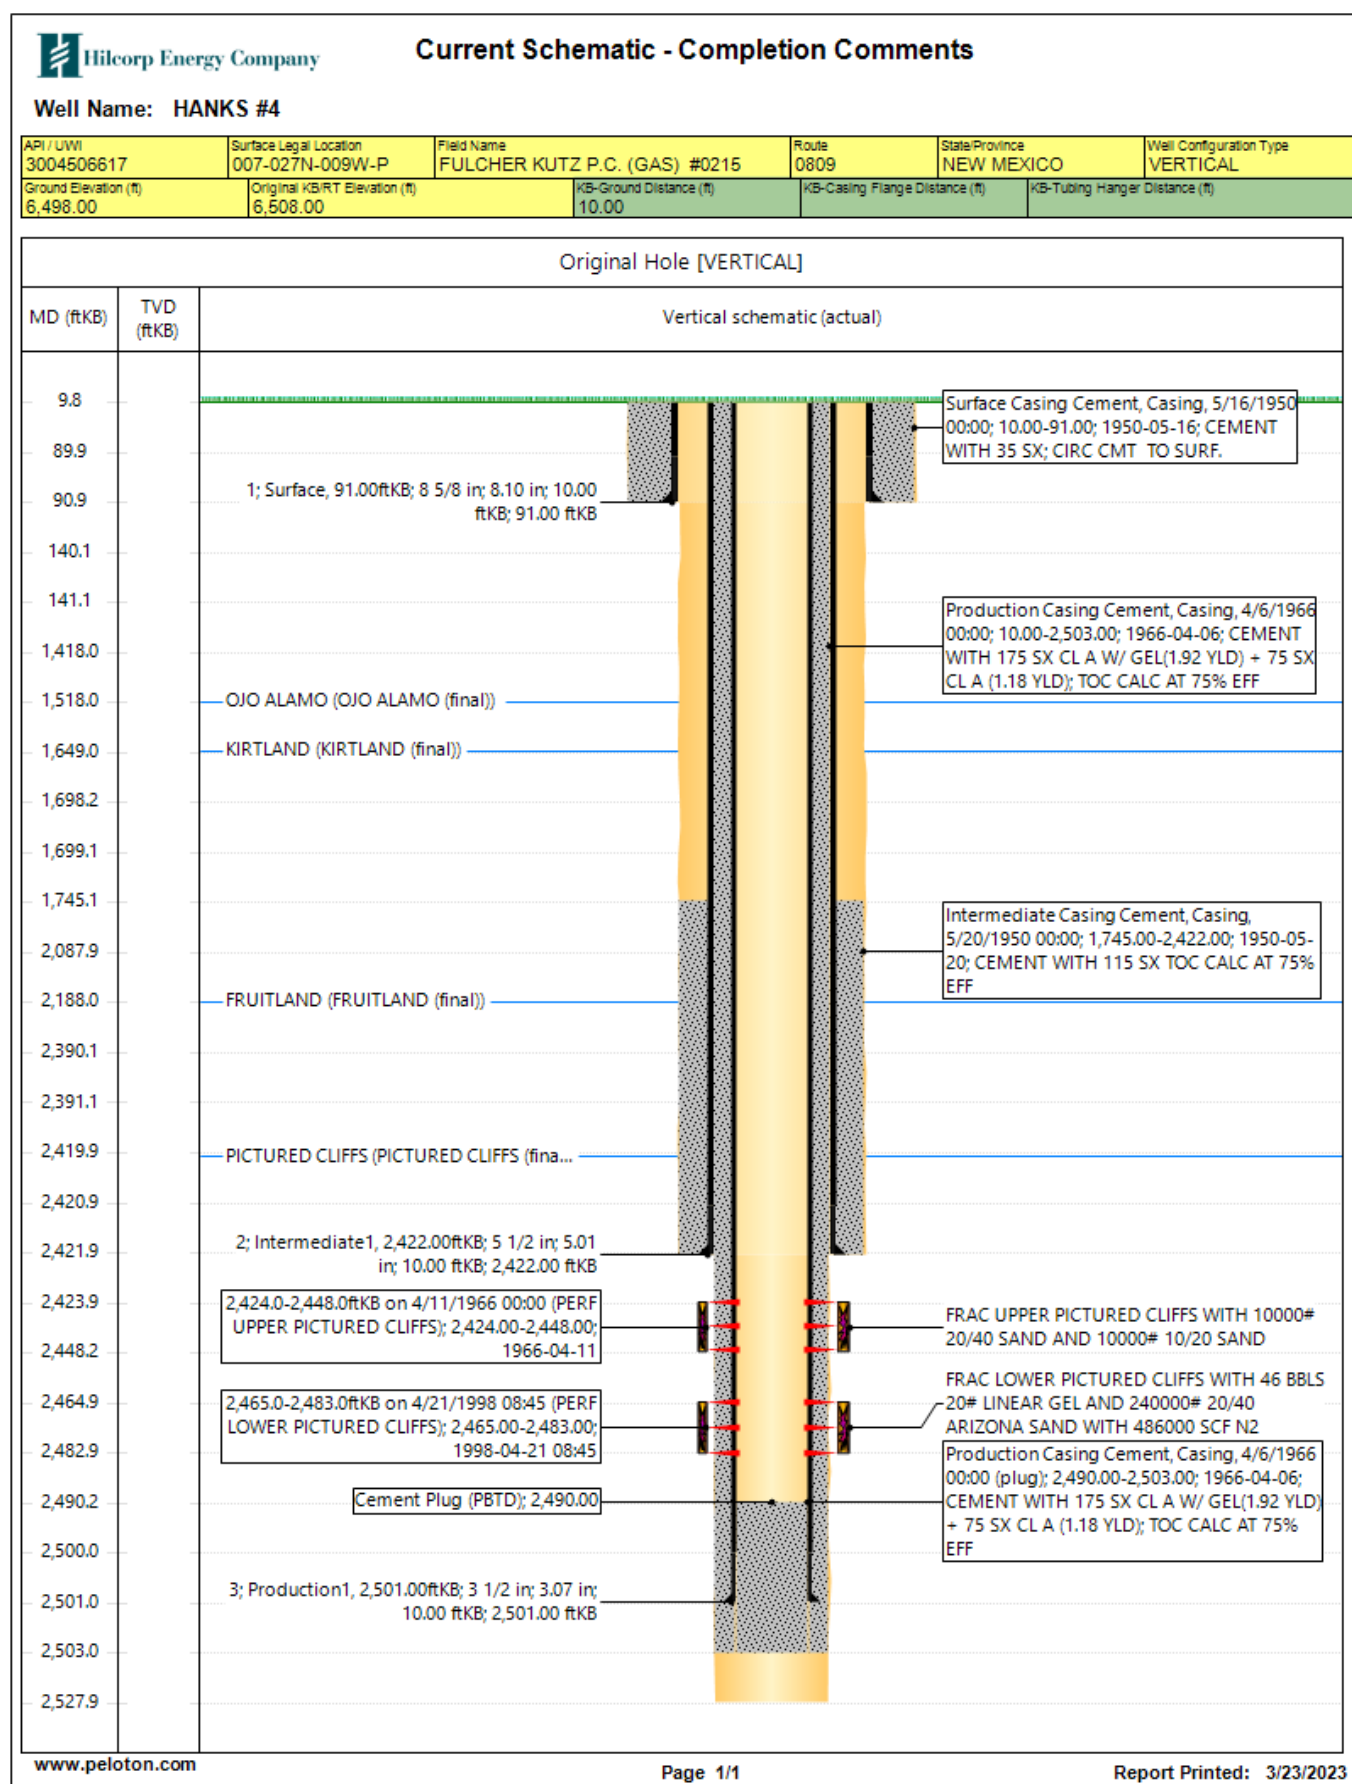 Hilcorp Energy Company
Current Schematic - Completion Comments
Well Name: HANKS #4
API / UWI
3004506617
Surface Legal Location
007-027N-009W-P
Field Name
FULCHER KUTZ P.C. (GAS) #0215
Route
0809
State/Province
NEW MEXICO
Well Configuration Type
VERTICAL
Ground Elevation (ft)
6,498.00
Original KB/RT Elevation (ft)
6,508.00
KB-Ground Distance (ft)
10.00
KB-Casing Flange Distance (ft)
KB-Tubing Hanger Distance (ft)
Original Hole [VERTICAL]
MD (ftKB)
TVD
(ftKB)
Vertical schematic (actual)
9.8
Surface Casing Cement, Casing, 5/16/1950
00:00; 10.00-91.00; 1950-05-16; CEMENT
WITH 35 SX; CIRC CMT TO SURF.
89.9
90.9
1; Surface, 91.00ftKB; 8 5/8 in; 8.10 in; 10.00
ftKB; 91.00 ftKB
140.1
141.1
Production Casing Cement, Casing, 4/6/1966
00:00; 10.00-2,503.00; 1966-04-06; CEMENT
WITH 175 SX CL A W/ GEL(1.92 YLD) + 75 SX
CL A (1.18 YLD); TOC CALC AT 75% EFF
1,418.0
1,518.0
OJO ALAMO (OJO ALAMO (final))
1,649.0
KIRTLAND (KIRTLAND (final))
1,698.2
1,699.1
1,745.1
Intermediate Casing Cement, Casing,
5/20/1950 00:00; 1,745.00-2,422.00; 1950-05-
20; CEMENT WITH 115 SX TOC CALC AT 75%
EFF
2,087.9
2,188.0
FRUITLAND (FRUITLAND (final))
2,390.1
2,391.1
2,419.9
PICTURED CLIFFS (PICTURED CLIFFS (fina...
2,420.9
2,421.9
2; Intermediate1, 2,422.00ftKB; 5 1/2 in; 5.01
in; 10.00 ftKB; 2,422.00 ftKB
2,423.9
2,424.0-2,448.0ftKB on 4/11/1966 00:00 (PERF
UPPER PICTURED CLIFFS); 2,424.00-2,448.00;
1966-04-11
FRAC UPPER PICTURED CLIFFS WITH 10000#
20/40 SAND AND 10000# 10/20 SAND
2,448.2
2,464.9
2,465.0-2,483.0ftKB on 4/21/1998 08:45 (PERF
LOWER PICTURED CLIFFS); 2,465.00-2,483.00;
1998-04-21 08:45
FRAC LOWER PICTURED CLIFFS WITH 46 BBLS
20# LINEAR GEL AND 240000# 20/40
ARIZONA SAND WITH 486000 SCF N2
2,482.9
Production Casing Cement, Casing, 4/6/1966
00:00 (plug); 2,490.00-2,503.00; 1966-04-06;
CEMENT WITH 175 SX CL A W/ GEL(1.92 YLD)
+ 75 SX CL A (1.18 YLD); TOC CALC AT 75%
EFF
2,490.2
Cement Plug (PBTD); 2,490.00
2,500.0
2,501.0
3; Production1, 2,501.00ftKB; 3 1/2 in; 3.07 in;
10.00 ftKB; 2,501.00 ftKB
2,503.0
2,527.9
www.peloton.com
Page 1/1
Report Printed: 3/23/2023